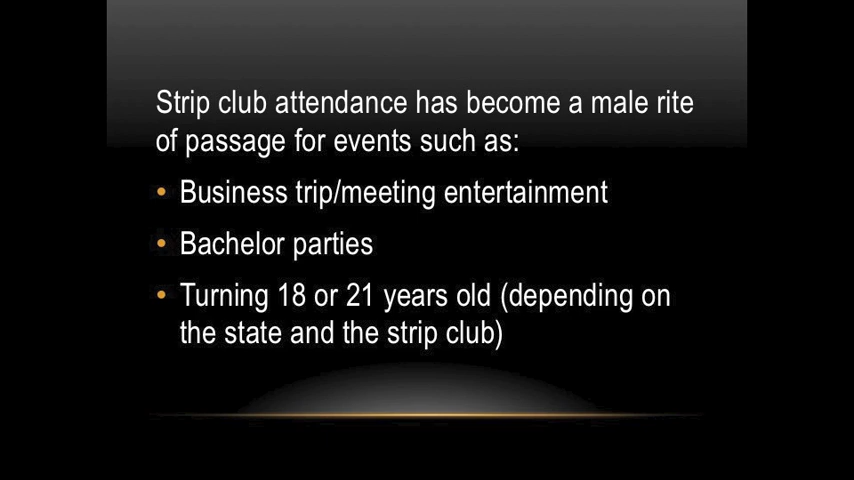 Strip club attendance has become a male rite
of passage for events such as:
• Business trip/meeting entertainment
• Bachelor parties
• Turning 18 or 21 years old (depending on
the state and the strip club)